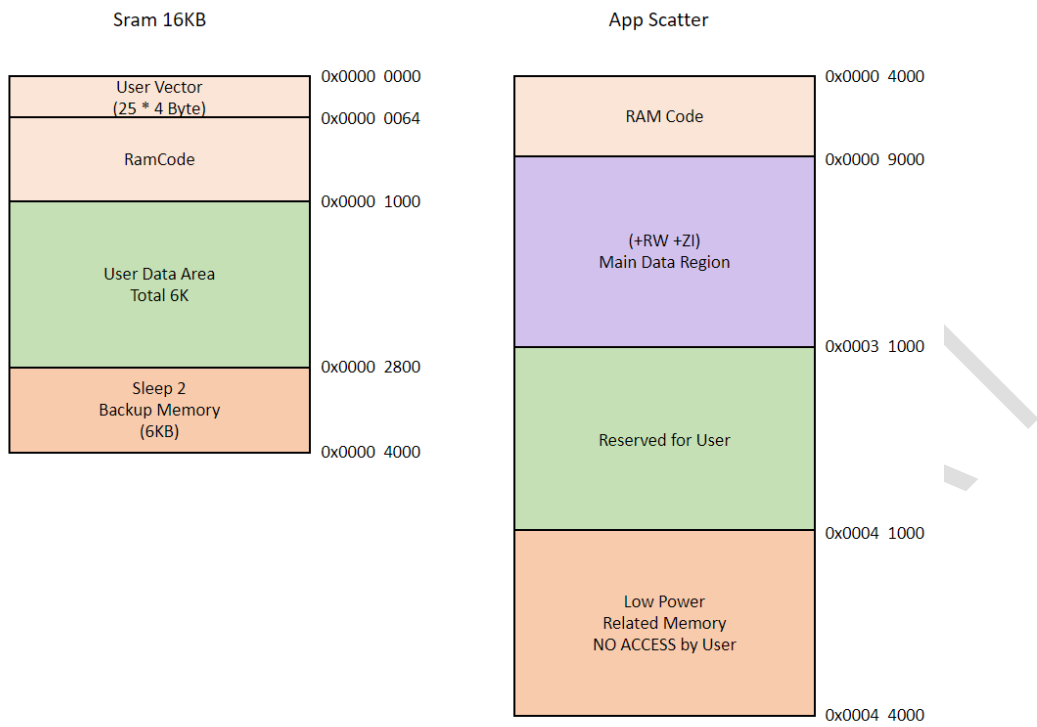 Sram 16KB
User Vector
(25 * 4 Byte)
RamCode
User Data Area
Total 6K
Sleep 2
Backup Memory
(6KB)
0x0000 0000
0x0000 0064
0x0000 1000
0x0000 2800
0x0000 4000
App Scatter
RAM Code
(+RW +ZI)
Main Data Region
Reserved for User
Low Power
Related Memory
NO ACCESS by User
0x0000 4000
0x0000 9000
0x0003 1000
0x0004 1000
0x0004 4000